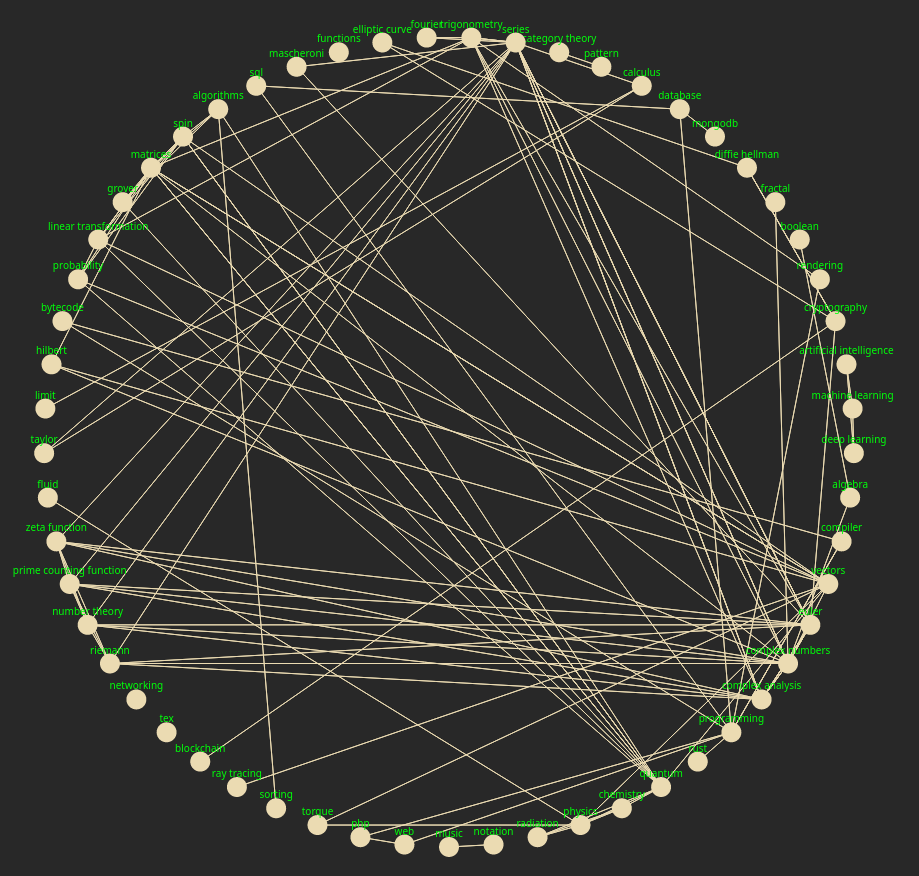 fourier
trigonometry
series
elliptic curve
category theory
functions
pattern
mascheroni
calculus
sql
database
algorithms
mongodb
spin
diffie hellman
matrices
fractal
grover
boolean
linear transformation
rendering
probability
cryptography
bytecode
artificial intelligence
hilbert
machine learning
limit
deep learning
taylor
algebra
fluid
compiler
zeta function
vectors
prime counting function
euler
number theory
complex numbers
riemann
complex analysis
networking
programming
tex
rust
blockchain
quantum
ray tracing
chemistry
sorting
physics
torque
radiation
php
notation
web
music